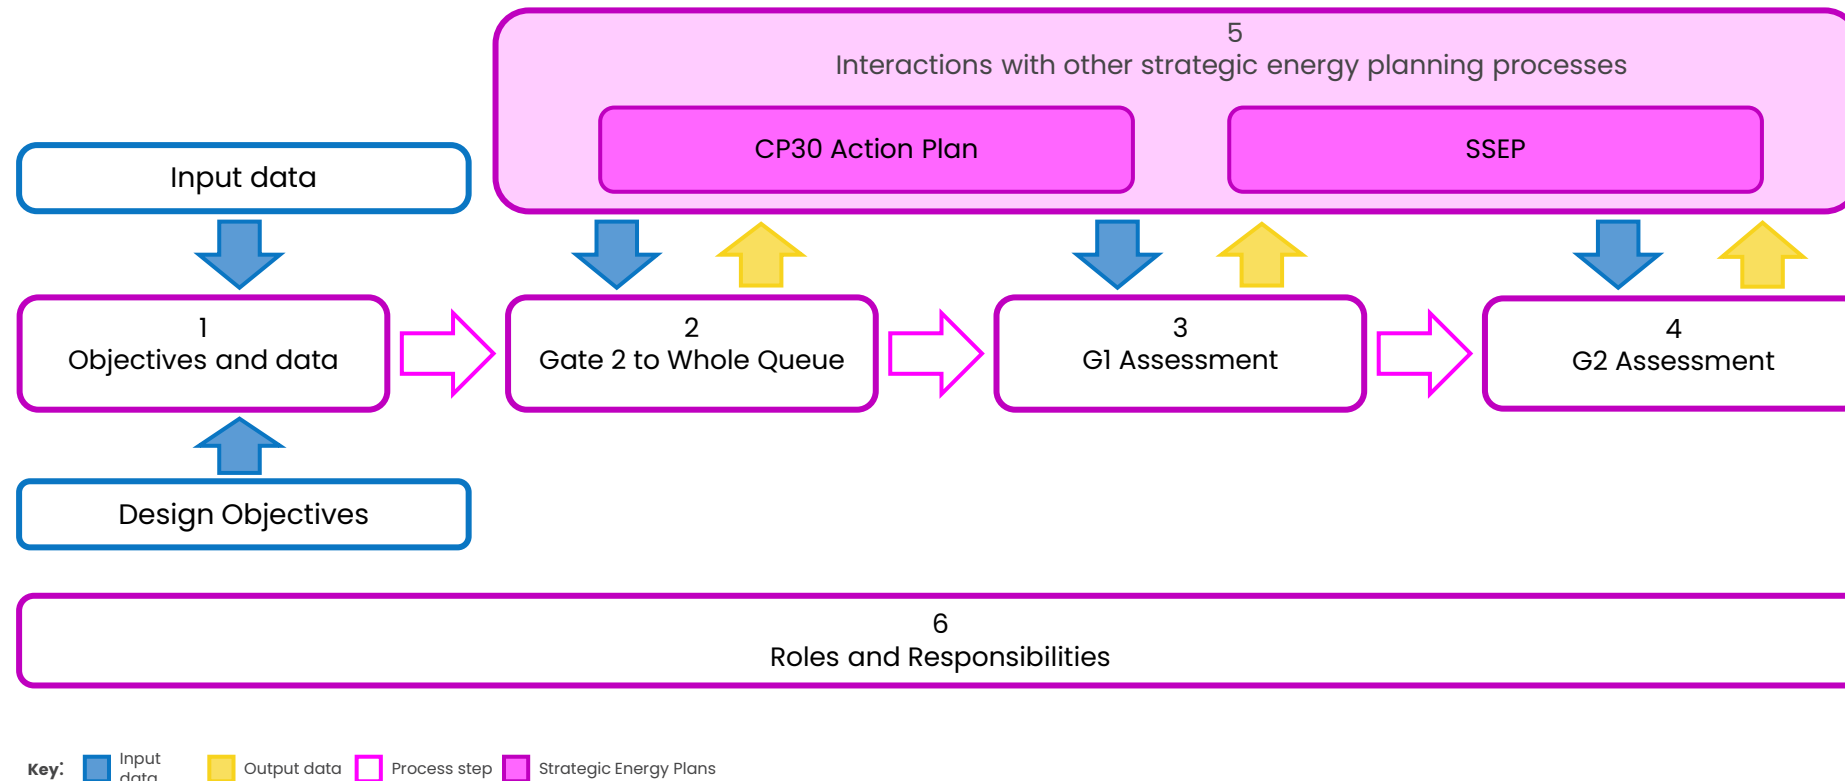 5
Interactions with other strategic energy planning processes
CP30 Action Plan
SSEP
Input data
1
Objectives and data
2
Gate 2 to Whole Queue
3
G1 Assessment
4
G2 Assessment
Design Objectives
6
Roles and Responsibilities
Key:
Input
data
Output data
Process step
Strategic Energy Plans